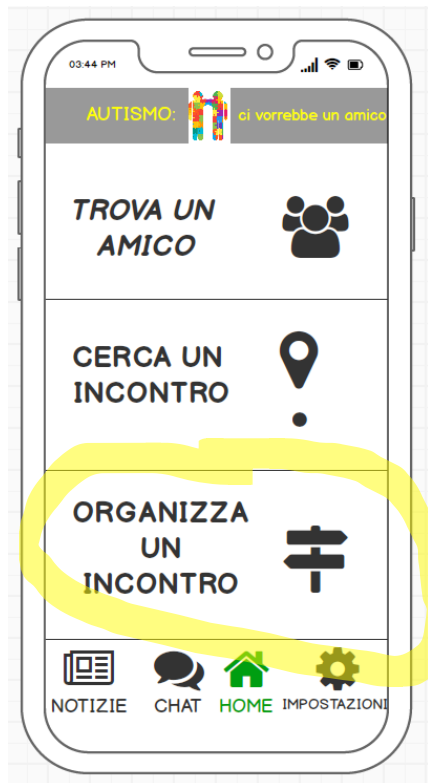 03:44 PM
AUTISMO: ci vorrebbe un amico
TROVA UN
AMICO
CERCA UN
INCONTRO
ORGANIZZA
UN
INCONTRO
NOTIZIE CHAT HOME IMPOSTAZIONI